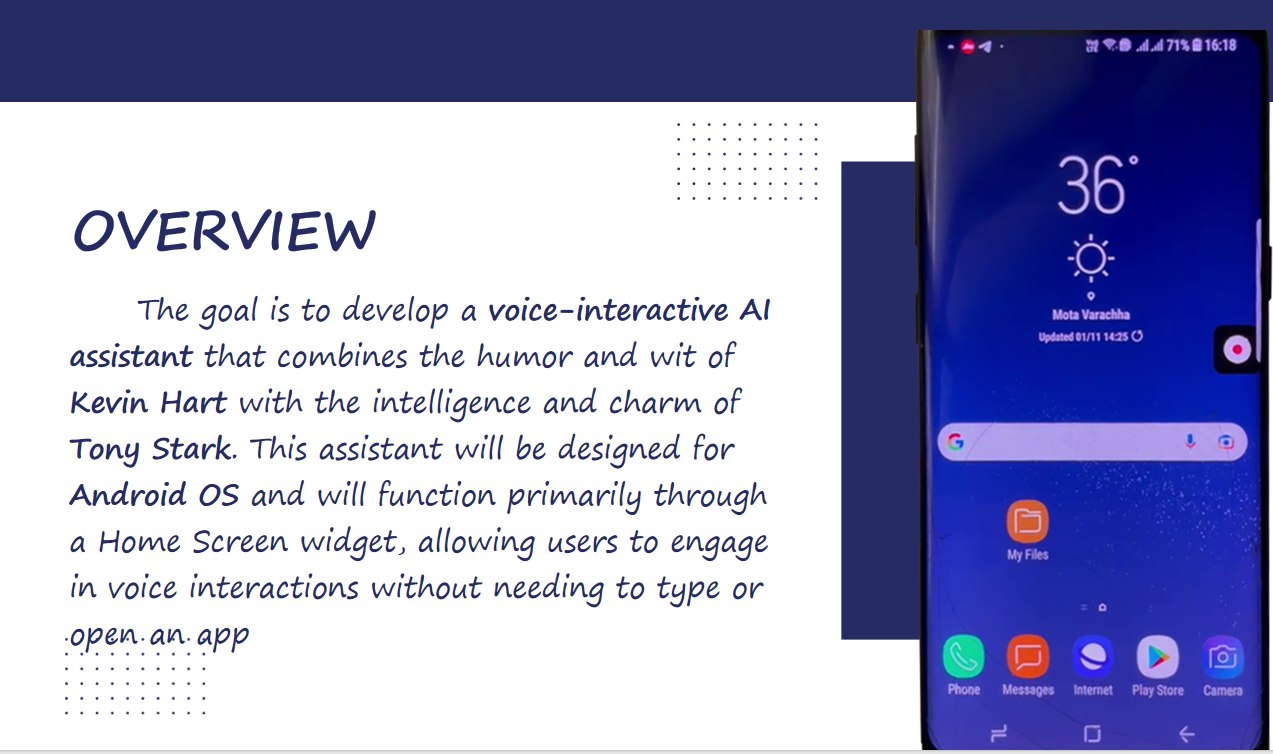 OVERVIEW
The goal is to develop a voice-interactive AI
assistant that combines the humor and wit of
Kevin Hart with the intelligence and charm of
Tony Stark. This assistant will be designed for
Android OS and will function primarily through
a Home Screen widget, allowing users to engage
in voice interactions without needing to type or
open an app
71% 16:18
36°
Mota Varachha
Updated 01/11 14:25
G
My Files
Phone Messages Internet Play Store Camera